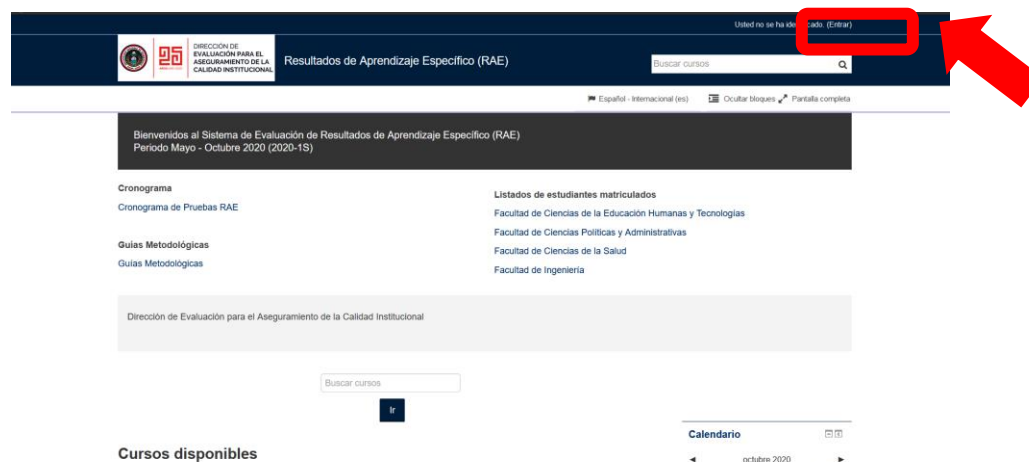 Usted no se ha identificado. (Entrar)
25
DIRECCIÓN DE
EVALUACIÓN PARA EL
ASEGURAMIENTO DE LA
CALIDAD INSTITUCIONAL
Resultados de Aprendizaje Específico (RAE)
Buscar cursos
Español - Internacional (es)
Ocultar bloques
Pantalla completa
Bienvenidos al Sistema de Evaluación de Resultados de Aprendizaje Específico (RAE)
Periodo Mayo - Octubre 2020 (2020-1S)
Cronograma
Cronograma de Pruebas RAE
Guias Metodológicas
Guías Metodológicas
Listados de estudiantes matriculados
Facultad de Ciencias de la Educación Humanas y Tecnologías
Facultad de Ciencias Políticas y Administrativas
Facultad de Ciencias de la Salud
Facultad de Ingeniería
Dirección de Evaluación para el Aseguramiento de la Calidad Institucional
Buscar cursos
Ir
Calendario
Cursos disponibles
octubre 2020